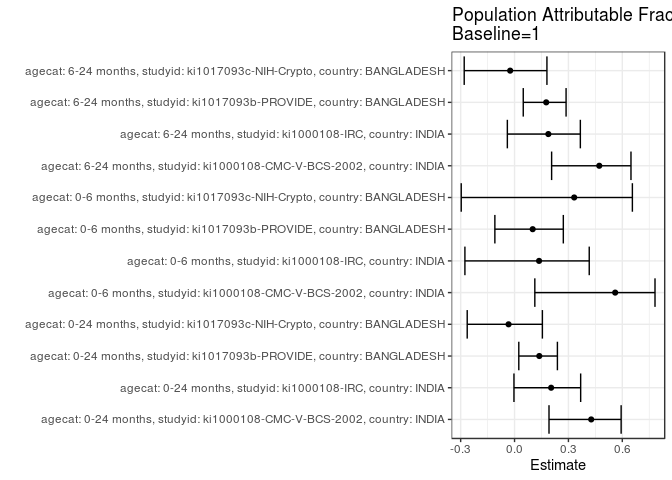 Population Attributable Frac
Baseline=1
agecat: 6-24 months, studyid: ki1017093c-NIH-Crypto, country: BANGLADESH
agecat: 6-24 months, studyid: ki1017093b-PROVIDE, country: BANGLADESH
agecat: 6-24 months, studyid: ki1000108-IRC, country: INDIA
agecat: 6-24 months, studyid: ki1000108-CMC-V-BCS-2002, country: INDIA
agecat: 0-6 months, studyid: ki1017093c-NIH-Crypto, country: BANGLADESH
agecat: 0-6 months, studyid: ki1017093b-PROVIDE, country: BANGLADESH
agecat: 0-6 months, studyid: ki1000108-IRC, country: INDIA
agecat: 0-6 months, studyid: ki1000108-CMC-V-BCS-2002, country: INDIA
agecat: 0-24 months, studyid: ki1017093c-NIH-Crypto, country: BANGLADESH
agecat: 0-24 months, studyid: ki1017093b-PROVIDE, country: BANGLADESH
agecat: 0-24 months, studyid: ki1000108-IRC, country: INDIA
agecat: 0-24 months, studyid: ki1000108-CMC-V-BCS-2002, country: INDIA
-0.3 0.0 0.3 0.6
Estimate